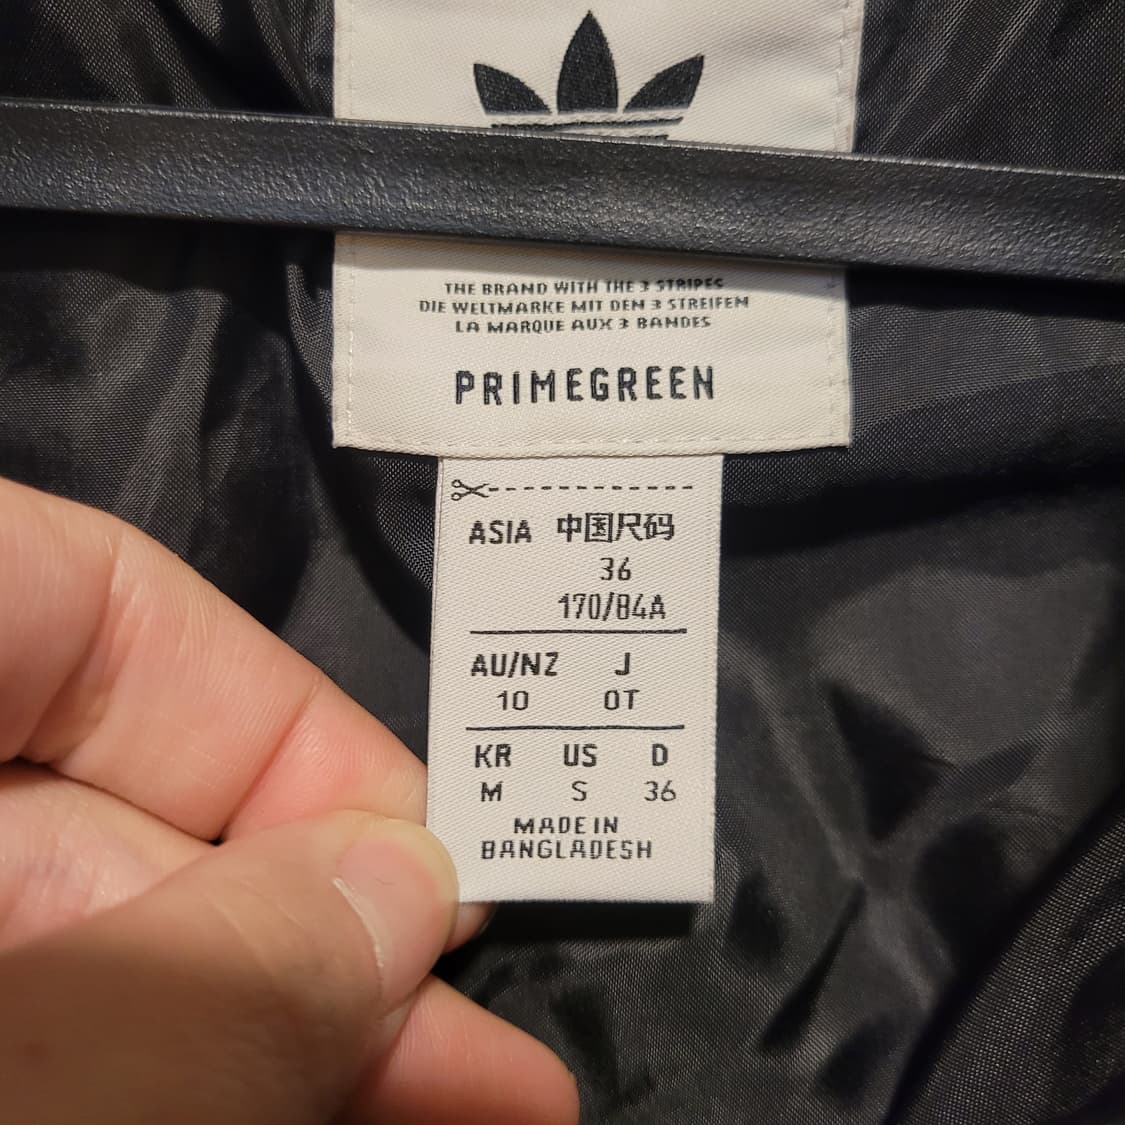 THE BRAND WITH THE 3 STRIPES
DIE WELTMARKE MIT DEN 3 STREIFEN
LA MARQUE AUX 3 BANDES
PRIMEGREEN
ASIA 中国尺码
36
170/84A
AU/NZ J
10 OT
KR US D
M S 36
MADE IN
BANGLADESH